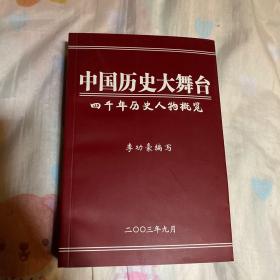 中国历史大舞台
四千年历史人物概览
李功豪编写
二〇〇三年九月